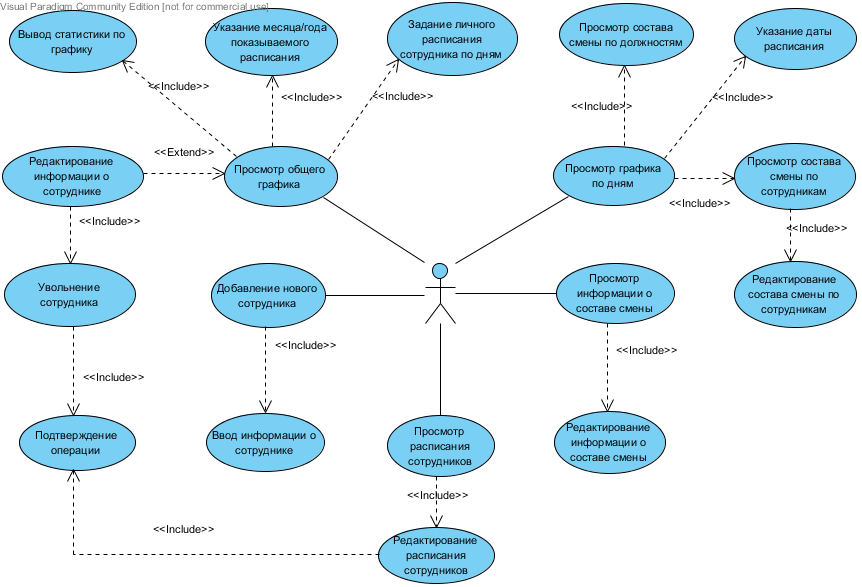 Visual Paradigm Community Edition [not for commercial use]
Вывод статистики по
графику
Указание месяца/года
показываемого
расписания
Задание личного
расписания
сотрудника по дням
Просмотр состава
смены по должностям
Указание даты
расписания
<<Include>>
<<Include>>
<<Include>>
<<Include>>
<<Include>>
<<Extend>>
Редактирование
информации о
сотруднике
Просмотр общего
графика
Просмотр графика
по дням
Просмотр состава
смены по
сотрудникам
<<Include>>
<<Include>>
<<Include>>
Увольнение
сотрудника
Добавление нового
сотрудника
Просмотр
информации о
составе смены
Редактирование
состава смены по
сотрудникам
<<Include>>
<<Include>>
<<Include>>
Подтверждение
операции
Ввод информации о
сотруднике
Просмотр
расписания
сотрудников
Редактирование
информации о
составе смены
<<Include>>
<<Include>>
Редактирование
расписания
сотрудников